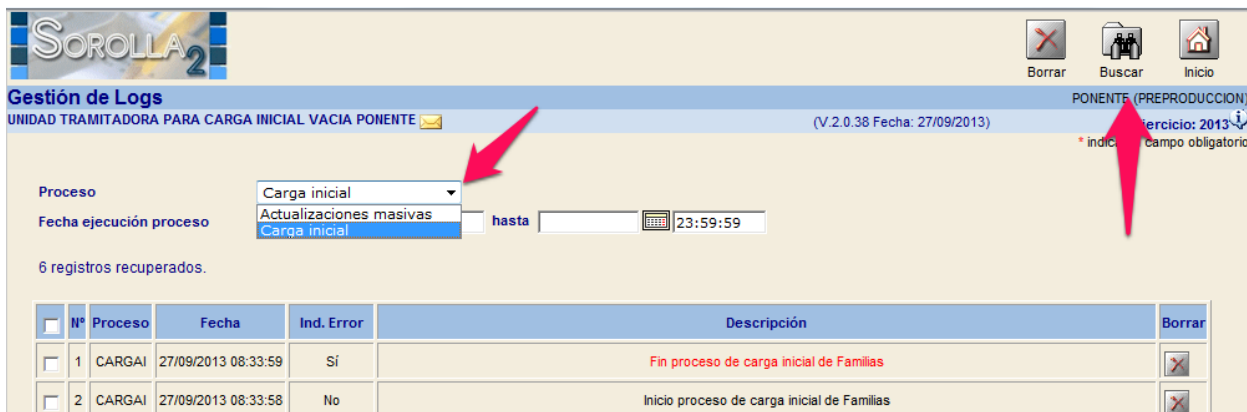 SOROLLA2
Borrar Buscar Inicio
Gestión de Logs PONENTE (PREPRODUCCION)
UNIDAD TRAMITADORA PARA CARGA INICIAL VACIA PONENTE (V.2.0.38 Fecha: 27/09/2013) ercicio: 2013
* indic campo obligatorio
Proceso Carga inicial
Actualizaciones masivas
Fecha ejecución proceso hasta 23:59:59
Carga inicial
6 registros recuperados.
Nº Proceso Fecha Ind. Error Descripción Borrar
1 CARGAI 27/09/2013 08:33:59 Sí Fin proceso de carga inicial de Familias
2 CARGAI 27/09/2013 08:33:58 No Inicio proceso de carga inicial de Familias